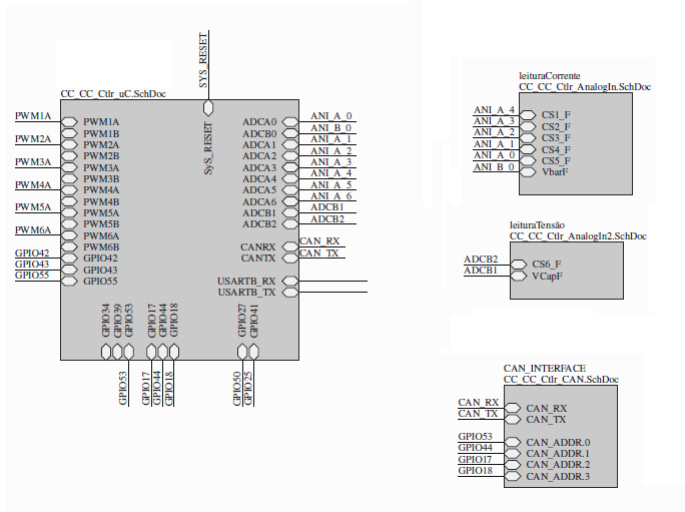 SYS_RESET
CC_CC_Ctlr_uC.SchDoc
SyS_RESET
PWM1A
PWM2A
PWM3A
PWM4A
PWM5A
PWM6A
GPIO42
GPIO43
GPIO55
PWM1A
PWM1B
PWM2A
PWM2B
PWM3A
PWM3B
PWM4A
PWM4B
PWM5A
PWM5B
PWM6A
PWM6B
GPIO42
GPIO43
GPIO55
ADCA0
ADCB0
ADCA1
ADCA2
ADCA3
ADCA4
ADCA5
ADCA6
ADCB1
ADCB2
CANRX
CANTX
USARTB_RX
USARTB_TX
ANI_A_0
ANI_B_0
ANI_A_1
ANI_A_2
ANI_A_3
ANI_A_4
ANI_A_5
ANI_A_6
ADCB1
ADCB2
CAN_RX
CAN_TX
GPIO34
GPIO39
GPIO53
GPIO17
GPIO44
GPIO18
GPIO27
GPIO41
GPIO53
GPIO17
GPIO44
GPIO18
GPIO50
GPIO25
leituraCorrente
CC_CC_Ctlr_AnalogIn.SchDoc
ANI_A_4
ANI_A_3
ANI_A_2
ANI_A_1
ANI_A_0
ANI_B_0
CS1_F
CS2_F
CS3_F
CS4_F
CS5_F
VbarF
leituraTensão
CC_CC_Ctlr_AnalogIn2.SchDoc
ADCB2
ADCB1
CS6_F
VCapF
CAN_INTERFACE
CC_CC_Ctlr_CAN.SchDoc
CAN_RX
CAN_TX
GPIO53
GPIO44
GPIO17
GPIO18
CAN_RX
CAN_TX
CAN_ADDR.0
CAN_ADDR.1
CAN_ADDR.2
CAN_ADDR.3